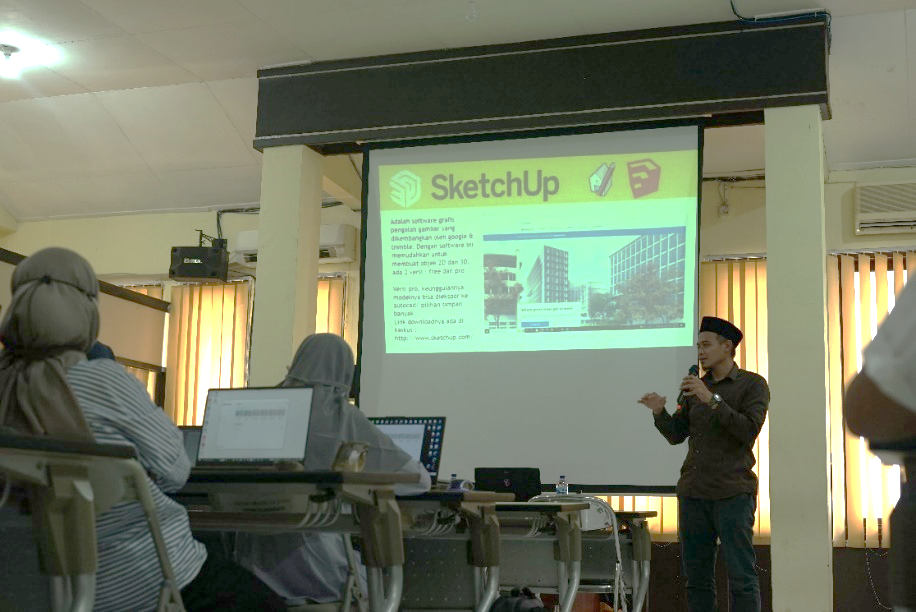 SketchUp
Adalah software grafis
pengolah gambar yang
dikembangkan oleh google &
trimble. Dengan software ini
memudahkan untuk
membuat objek 2D dan 3D.
ada 2 versi : free dan pro
Versi pro, keunggulannya
modelnya bisa diekspor ke
autocad/ pilihan simpan
banyak
Link downloadnya ada di
http: www.sketchup.com